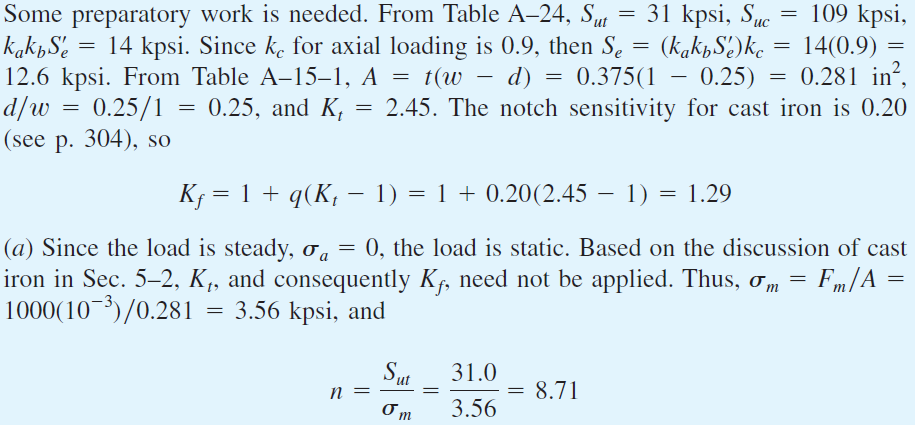 Some preparatory work is needed. From Table A–24, S_ut = 31 kpsi, S_uc = 109 kpsi,
k_a k_b S′_e = 14 kpsi. Since k_c for axial loading is 0.9, then S_e = (k_a k_b S′_e)k_c = 14(0.9) =
12.6 kpsi. From Table A–15–1, A = t(w − d) = 0.375(1 − 0.25) = 0.281 in²,
d/w = 0.25/1 = 0.25, and K_t = 2.45. The notch sensitivity for cast iron is 0.20
(see p. 304), so
K_f = 1 + q(K_t − 1) = 1 + 0.20(2.45 − 1) = 1.29
(a) Since the load is steady, σ_a = 0, the load is static. Based on the discussion of cast
iron in Sec. 5–2, K_t, and consequently K_f, need not be applied. Thus, σ_m = F_m/A =
1000(10⁻³)/0.281 = 3.56 kpsi, and
n = S_ut/σ_m = 31.0/3.56 = 8.71